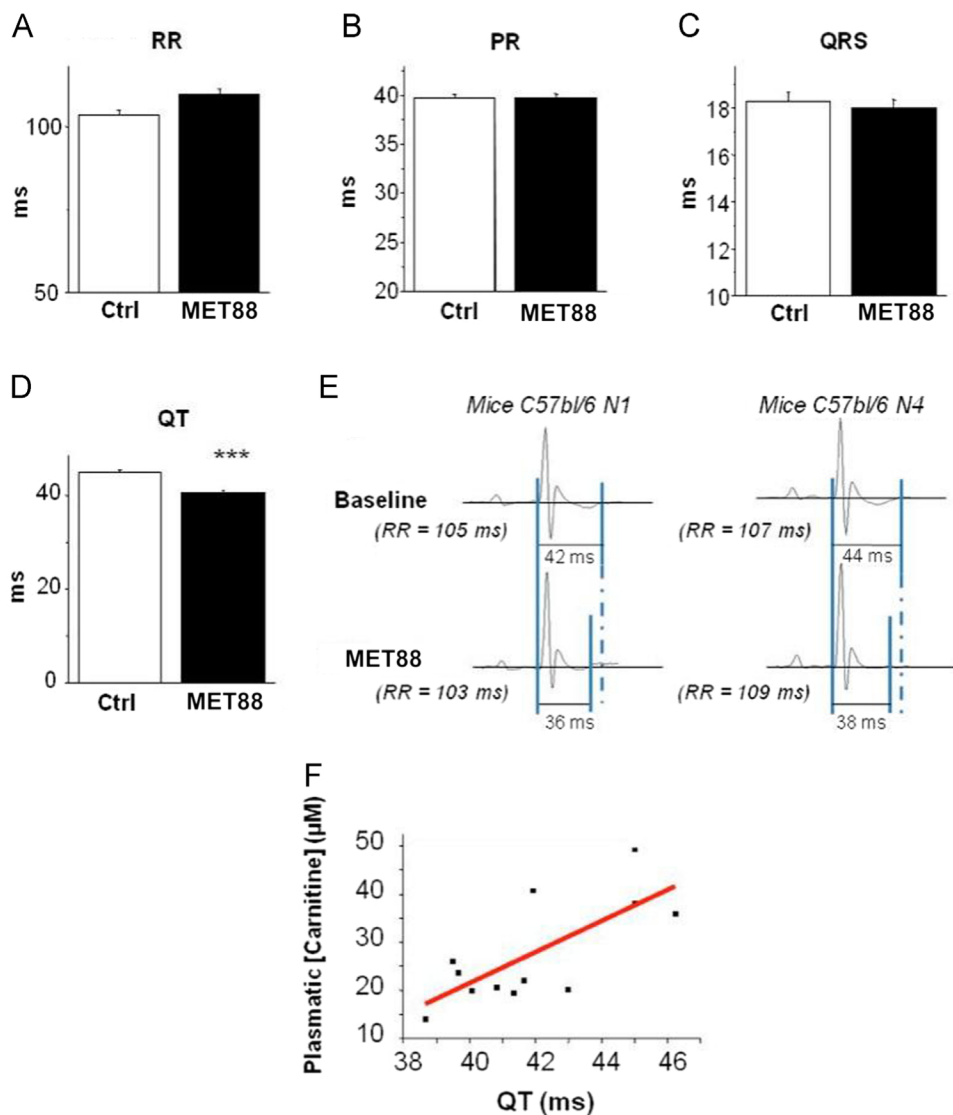 A
RR
100
50
ms
Ctrl
MET88
B
PR
40
35
30
25
20
ms
Ctrl
MET88
C
QRS
18
16
14
12
10
ms
Ctrl
MET88
D
QT
***
40
20
0
ms
Ctrl
MET88
E
Mice C57bl/6 N1
Mice C57bl/6 N4
Baseline
(RR = 105 ms)
42 ms
(RR = 107 ms)
44 ms
MET88
(RR = 103 ms)
36 ms
(RR = 109 ms)
38 ms
F
Plasmatic [Carnitine] (µM)
50
40
30
20
10
38 40 42 44 46
QT (ms)